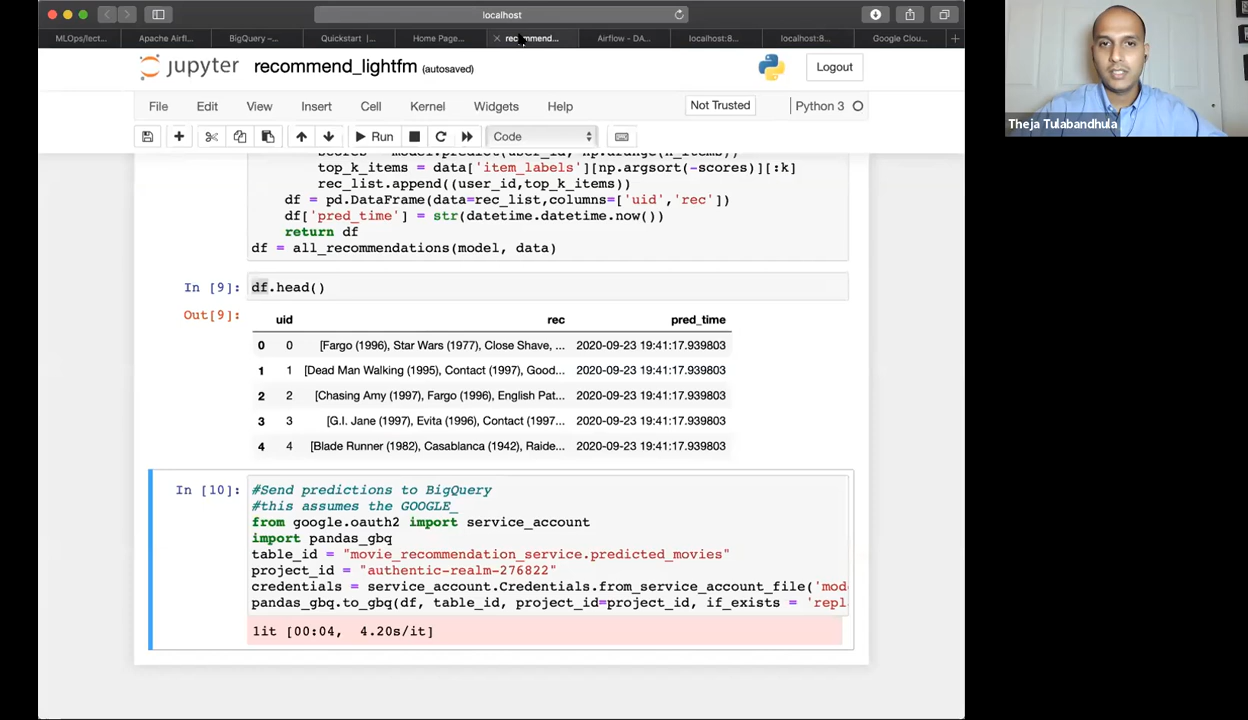 localhost
MLOps/lect...
Apache Airfl...
BigQuery –...
Quickstart |...
Home Page...
recommend...
Airflow - DA...
localhost:8...
localhost:8...
Google Clou...
jupyter
recommend_lightfm (autosaved)
Logout
File Edit View Insert Cell Kernel Widgets Help
Not Trusted
Python 3
Run
Code
top_k_items = data['item_labels'][np.argsort(-scores)][:k]
rec_list.append((user_id,top_k_items))
df = pd.DataFrame(data=rec_list,columns=['uid','rec'])
df['pred_time'] = str(datetime.datetime.now())
return df
df = all_recommendations(model, data)
In [9]: df.head()
Out[9]:
uid rec pred_time
0 0 [Fargo (1996), Star Wars (1977), Close Shave, ... 2020-09-23 19:41:17.939803
1 1 [Dead Man Walking (1995), Contact (1997), Good... 2020-09-23 19:41:17.939803
2 2 [Chasing Amy (1997), Fargo (1996), English Pat... 2020-09-23 19:41:17.939803
3 3 [G.I. Jane (1997), Evita (1996), Contact (1997... 2020-09-23 19:41:17.939803
4 4 [Blade Runner (1982), Casablanca (1942), Raide... 2020-09-23 19:41:17.939803
In [10]: #Send predictions to BigQuery
#this assumes the GOOGLE_
from google.oauth2 import service_account
import pandas_gbq
table_id = "movie_recommendation_service.predicted_movies"
project_id = "authentic-realm-276822"
credentials = service_account.Credentials.from_service_account_file('mod
pandas_gbq.to_gbq(df, table_id, project_id=project_id, if_exists = 'repl
1it [00:04, 4.20s/it]
Theja Tulabandhula